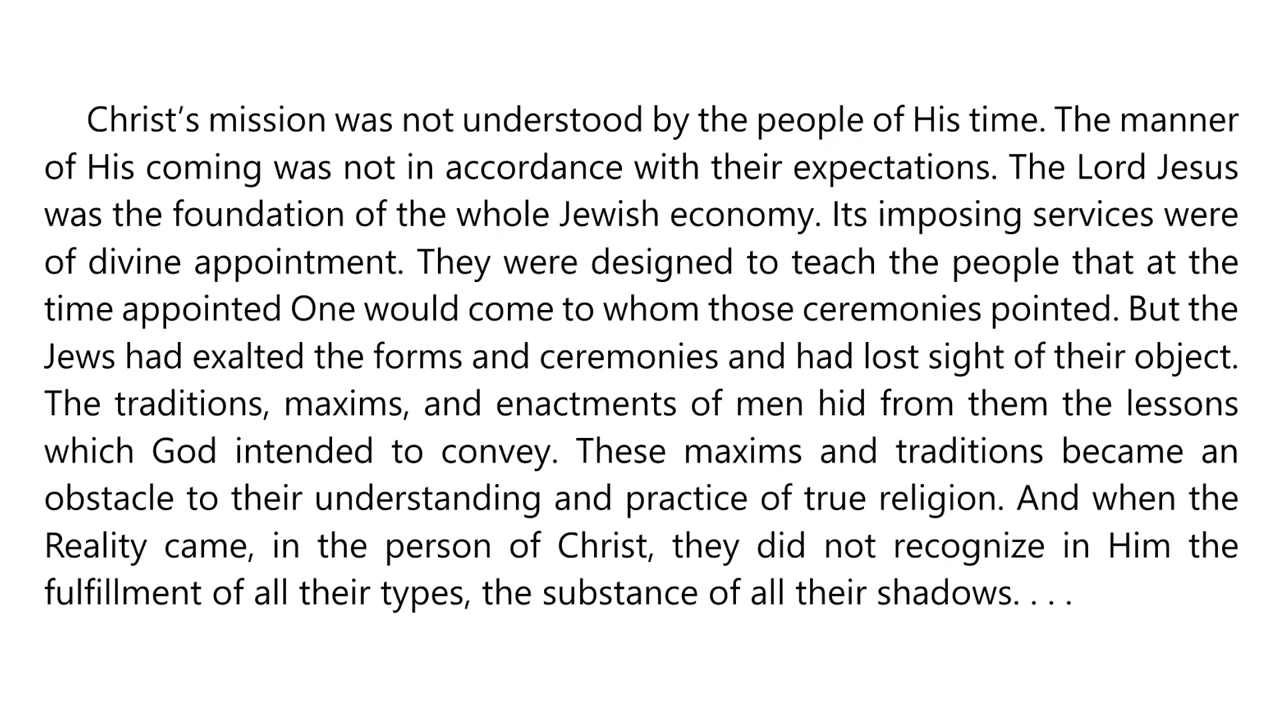 Christ’s mission was not understood by the people of His time. The manner
of His coming was not in accordance with their expectations. The Lord Jesus
was the foundation of the whole Jewish economy. Its imposing services were
of divine appointment. They were designed to teach the people that at the
time appointed One would come to whom those ceremonies pointed. But the
Jews had exalted the forms and ceremonies and had lost sight of their object.
The traditions, maxims, and enactments of men hid from them the lessons
which God intended to convey. These maxims and traditions became an
obstacle to their understanding and practice of true religion. And when the
Reality came, in the person of Christ, they did not recognize in Him the
fulfillment of all their types, the substance of all their shadows. . . .